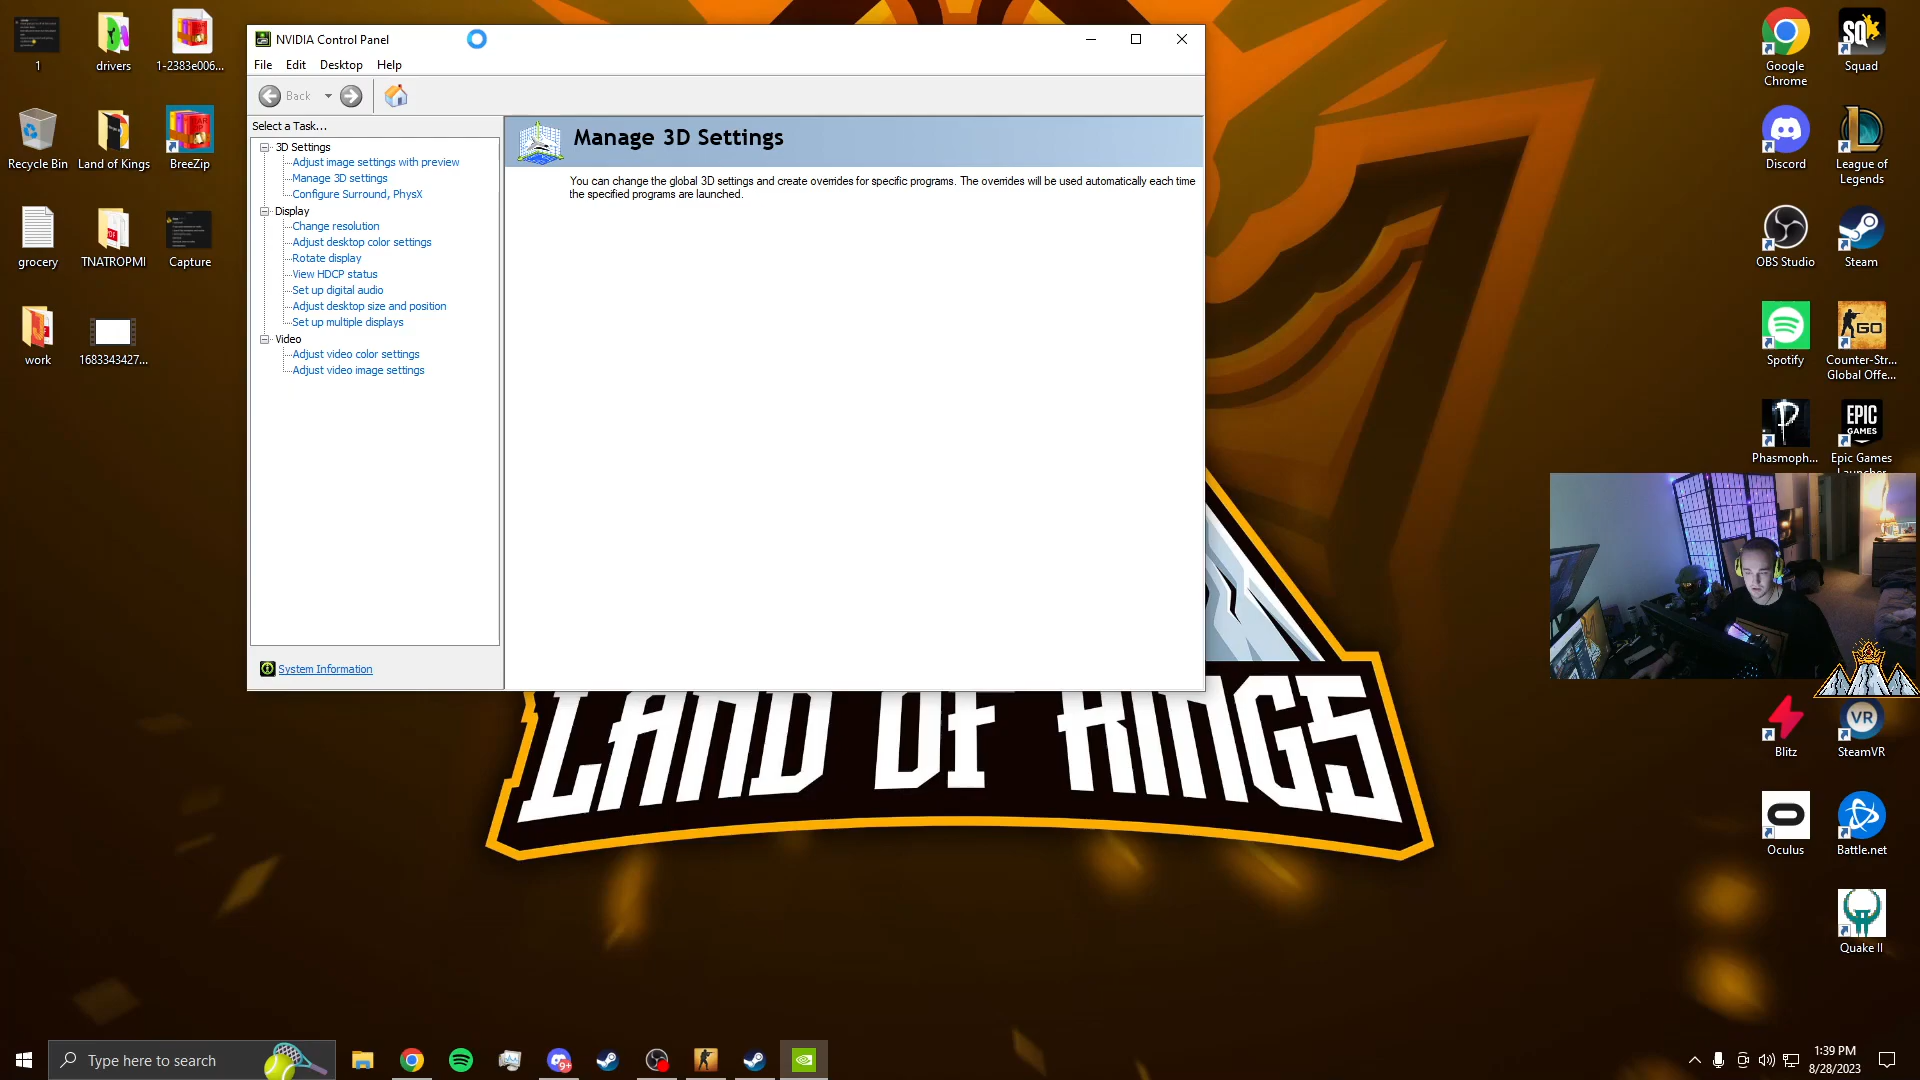 1
drivers
1-2383e006...
Recycle Bin
Land of Kings
BreeZip
grocery
TNATROPMI
Capture
work
1683343427...
NVIDIA Control Panel
File
Edit
Desktop
Help
Back
Select a Task...
3D Settings
Adjust image settings with preview
Manage 3D settings
Configure Surround, PhysX
Display
Change resolution
Adjust desktop color settings
Rotate display
View HDCP status
Set up digital audio
Adjust desktop size and position
Set up multiple displays
Video
Adjust video color settings
Adjust video image settings
System Information
Manage 3D Settings
You can change the global 3D settings and create overrides for specific programs. The overrides will be used automatically each time
the specified programs are launched.
LAND OF KINGS
Google
Chrome
SQ
Squad
Discord
League of
Legends
OBS Studio
Steam
Spotify
GO
Counter-Str...
Global Offe...
Phasmoph...
EPIC
GAMES
Epic Games
Launcher
Blitz
VR
SteamVR
Oculus
Battle.net
Quake II
Type here to search
9+
1:39 PM
8/28/2023